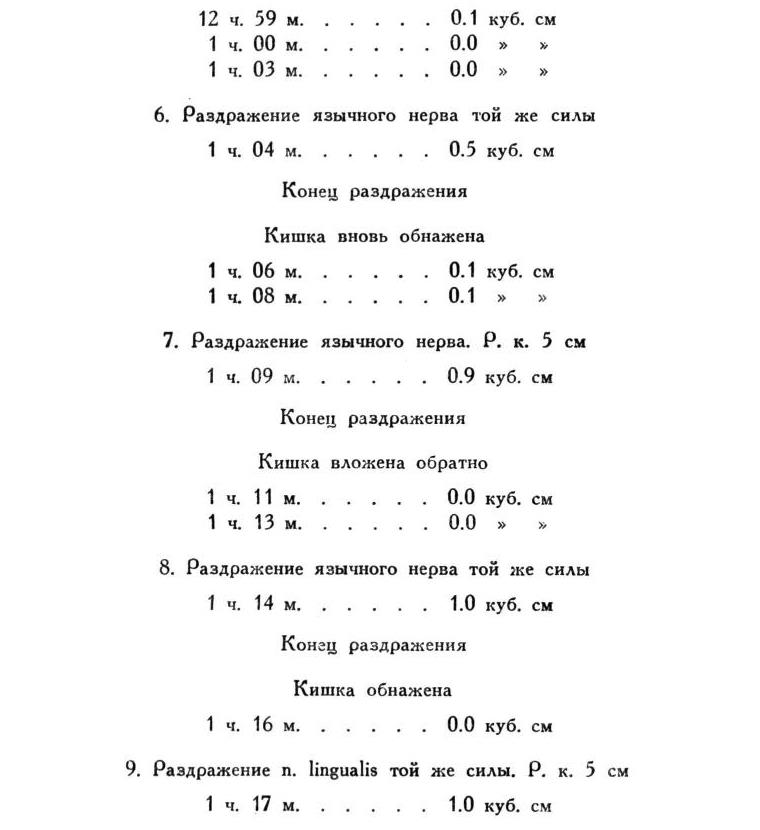 12 ч. 59 м. . . . . . 0.1 куб. см
1 ч. 00 м. . . . . . 0.0 » »
1 ч. 03 м. . . . . . 0.0 » »
6. Раздражение язычного нерва той же силы
1 ч. 04 м. . . . . . 0.5 куб. см
Конец раздражения
Кишка вновь обнажена
1 ч. 06 м. . . . . . 0.1 куб. см
1 ч. 08 м. . . . . . 0.1 » »
7. Раздражение язычного нерва. Р. к. 5 см
1 ч. 09 м. . . . . . 0.9 куб. см
Конец раздражения
Кишка вложена обратно
1 ч. 11 м. . . . . . 0.0 куб. см
1 ч. 13 м. . . . . . 0.0 » »
8. Раздражение язычного нерва той же силы
1 ч. 14 м. . . . . . 1.0 куб. см
Конец раздражения
Кишка обнажена
1 ч. 16 м. . . . . . 0.0 куб. см
9. Раздражение n. lingualis той же силы. Р. к. 5 см
1 ч. 17 м. . . . . . 1.0 куб. см